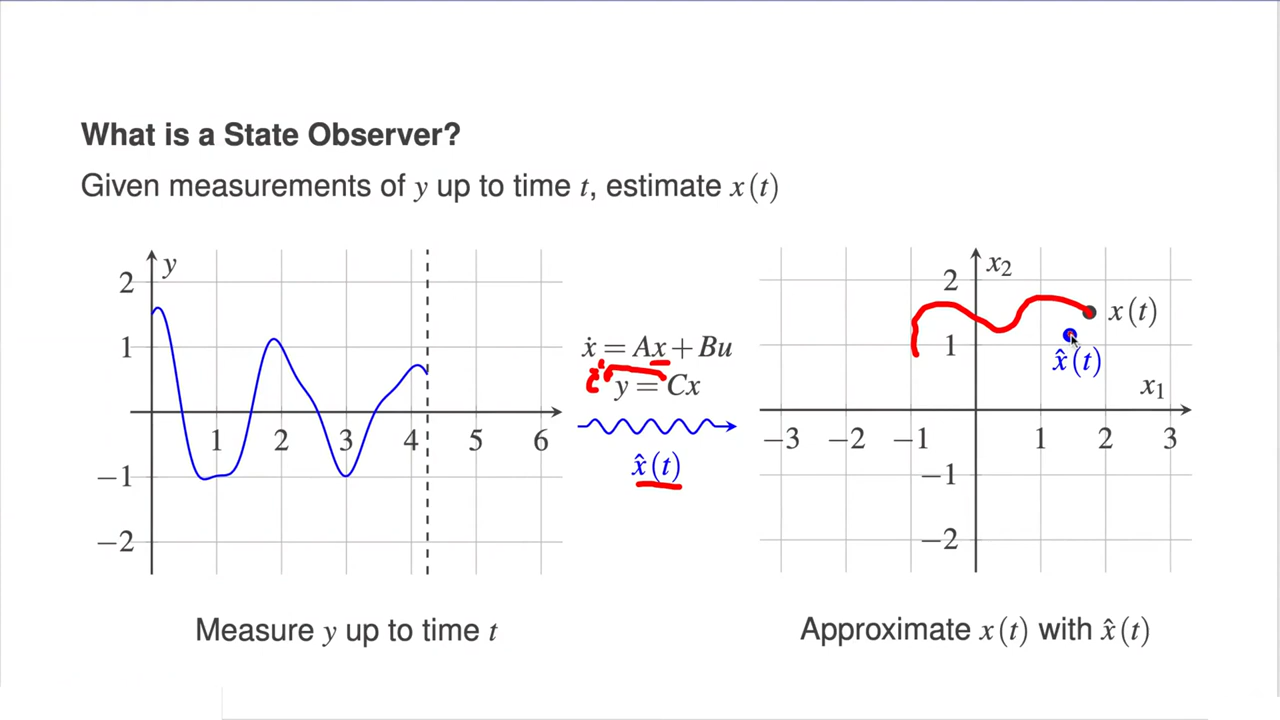 What is a State Observer?
Given measurements of y up to time t, estimate x(t)
y
2
1
−1
−2
1 2 3 4 5 6
ẋ = Ax + Bu
y = Cx
x̂(t)
x₂
2
1
−1
−2
x(t)
x̂(t)
x₁
−3 −2 −1 1 2 3
Measure y up to time t
Approximate x(t) with x̂(t)